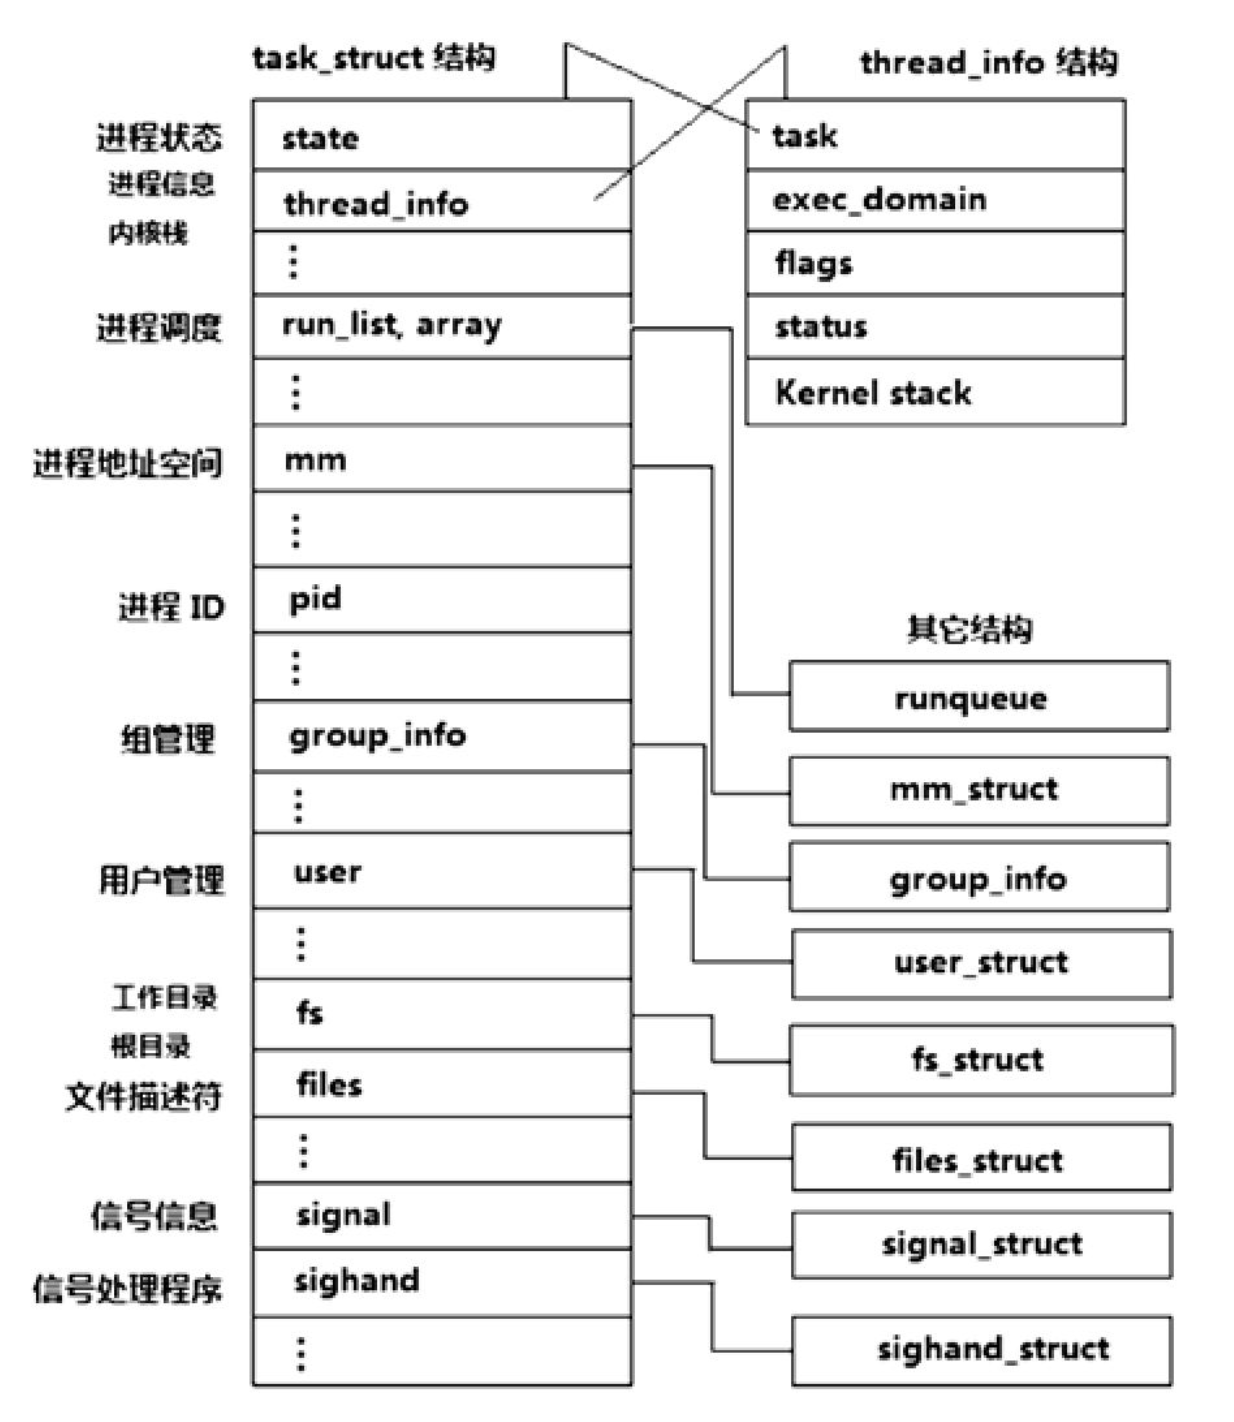 task_struct 结构
thread_info 结构
进程状态
state
task
进程信息
内核栈
thread_info
exec_domain
⋮
flags
进程调度
run_list, array
status
⋮
Kernel stack
进程地址空间
mm
⋮
进程 ID
pid
其它结构
⋮
runqueue
组管理
group_info
mm_struct
⋮
用户管理
user
group_info
⋮
user_struct
工作目录
根目录
fs
fs_struct
文件描述符
files
⋮
files_struct
信号信息
signal
signal_struct
信号处理程序
sighand
⋮
sighand_struct